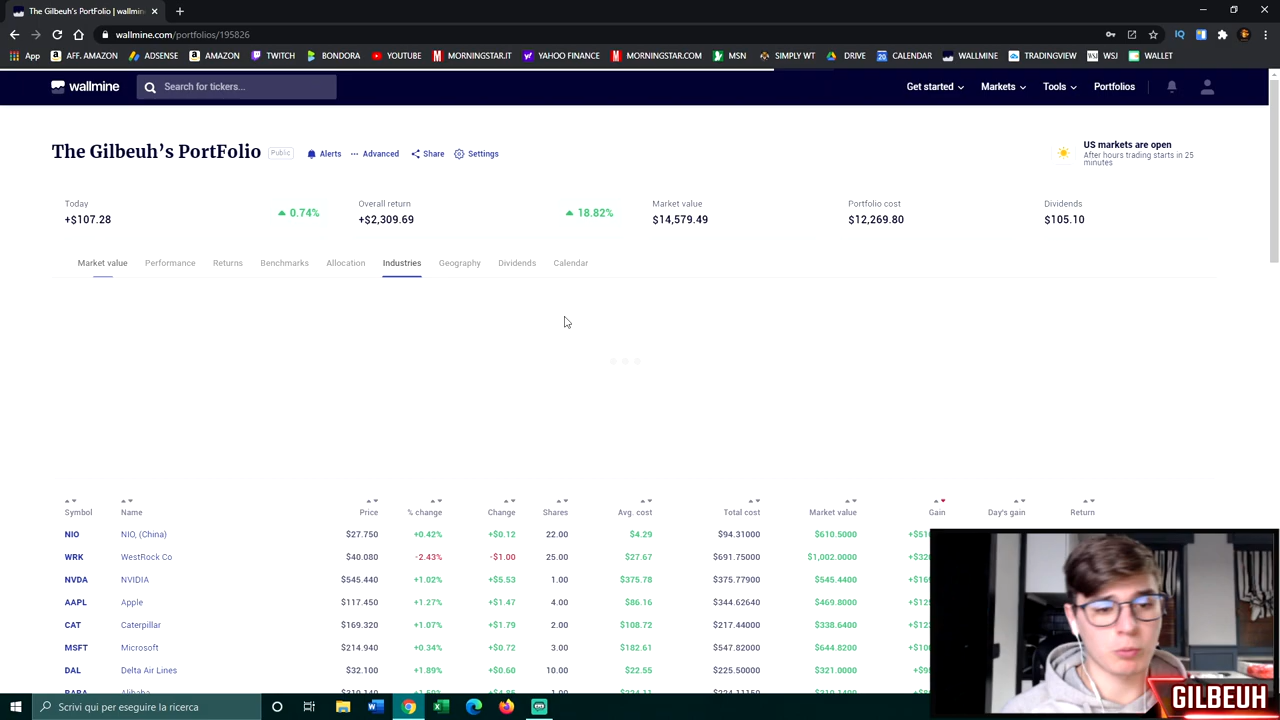 The Gilbeuh's PortFolio
wallmine.com/portfolios/195826
AFF. AMAZON ADSENSE AMAZON TWITCH BONDORA YOUTUBE MORNINGSTAR.IT YAHOO FINANCE MORNINGSTAR.COM MSN SIMPLY WT DRIVE CALENDAR WALLMINE TRADINGVIEW WSJ WALLET
wallmine Search for tickers... Get started Markets Tools Portfolios
The Gilbeuh's PortFolio Public Alerts Advanced Share Settings
US markets are open
After hours trading starts in 25
minutes
Today Overall return Market value Portfolio cost Dividends
+$107.28 0.74% +$2,309.69 18.82% $14,579.49 $12,269.80 $105.10
Market value Performance Returns Benchmarks Allocation Industries Geography Dividends Calendar
Symbol Name Price % change Change Shares Avg. cost Total cost Market value Gain Day's gain Return
NIO NIO, (China) $27.750 +0.42% +$0.12 22.00 $4.29 $94.31000 $610.5000
WRK WestRock Co $40.080 -2.43% -$1.00 25.00 $27.67 $691.75000 $1,002.0000
NVDA NVIDIA $545.440 +1.02% +$5.53 1.00 $375.78 $375.77900 $545.4400
AAPL Apple $117.450 +1.27% +$1.47 4.00 $86.16 $344.62640 $469.8000
CAT Caterpillar $169.320 +1.07% +$1.79 2.00 $108.72 $217.44000 $338.6400
MSFT Microsoft $214.940 +0.34% +$0.72 3.00 $182.61 $547.82000 $644.8200
DAL Delta Air Lines $32.100 +1.89% +$0.60 10.00 $22.55 $225.50000 $321.0000
BABA Alibaba
GILBEUH
Scrivi qui per eseguire la ricerca